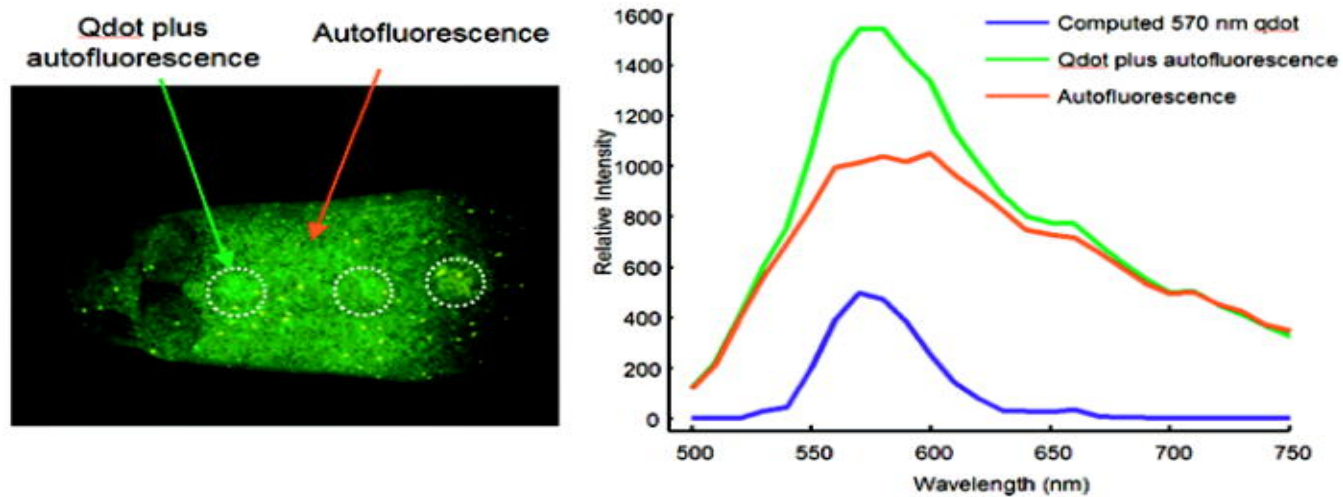 Qdot plus
autofluorescence
Autofluorescence
Computed 570 nm qdot
Qdot plus autofluorescence
Autofluorescence
Relative Intensity
1600
1400
1200
1000
800
600
400
200
0
500 550 600 650 700 750
Wavelength (nm)